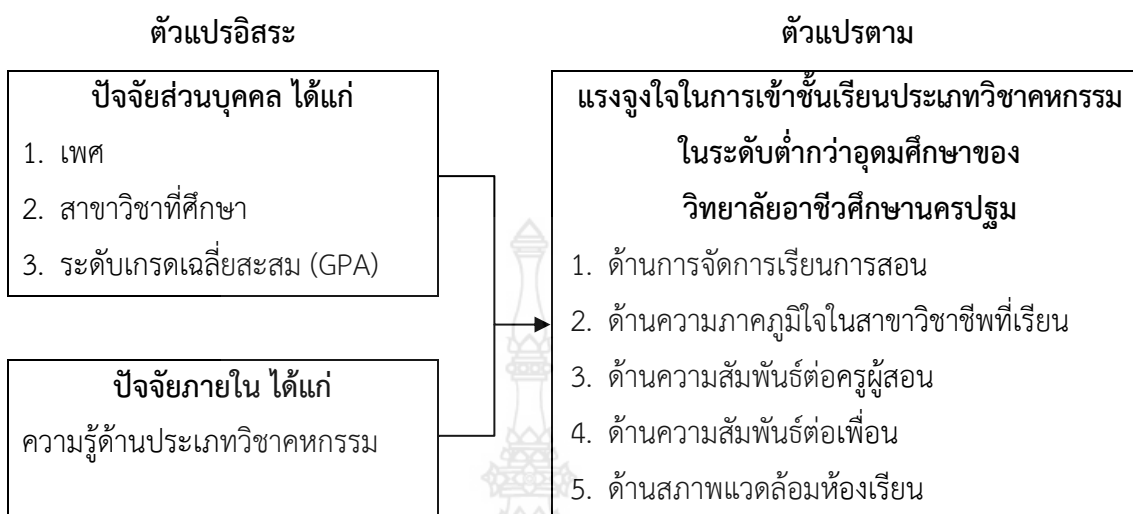 ตัวแปรอิสระ
ปัจจัยส่วนบุคคล ได้แก่
1. เพศ
2. สาขาวิชาที่ศึกษา
3. ระดับเกรดเฉลี่ยสะสม (GPA)
ปัจจัยภายใน ได้แก่
ความรู้ด้านประเภทวิชาคหกรรม
ตัวแปรตาม
แรงจูงใจในการเข้าชั้นเรียนประเภทวิชาคหกรรม
ในระดับต่ำกว่าอุดมศึกษาของ
วิทยาลัยอาชีวศึกษานครปฐม
1. ด้านการจัดการเรียนการสอน
2. ด้านความภาคภูมิใจในสาขาวิชาชีพที่เรียน
3. ด้านความสัมพันธ์ต่อครูผู้สอน
4. ด้านความสัมพันธ์ต่อเพื่อน
5. ด้านสภาพแวดล้อมห้องเรียน